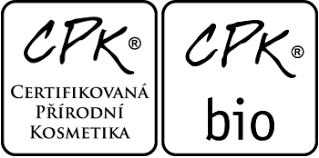 CPK®
CERTIFIKOVANÁ
PŘÍRODNÍ
KOSMETIKA
CPK®
bio